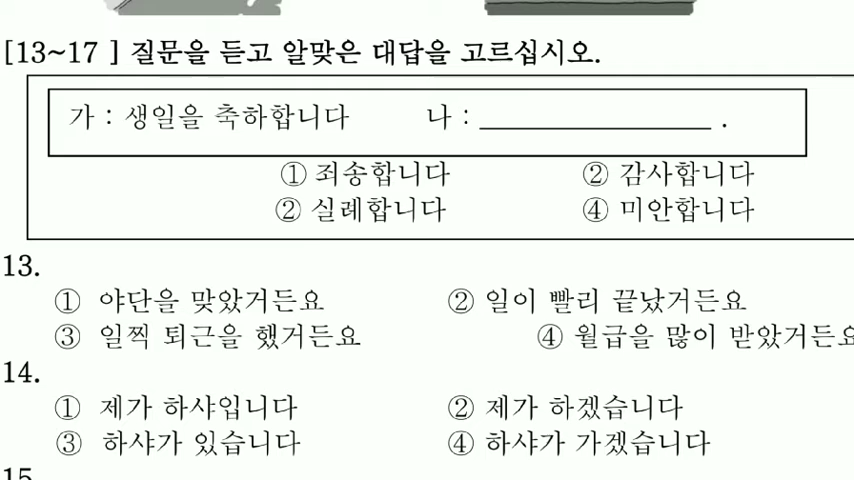 [13~17 ] 질문을 듣고 알맞은 대답을 고르십시오.
가 : 생일을 축하합니다 나 : ____________________ .
① 죄송합니다 ② 감사합니다
② 실례합니다 ④ 미안합니다
13.
① 야단을 맞았거든요 ② 일이 빨리 끝났거든요
③ 일찍 퇴근을 했거든요 ④ 월급을 많이 받았거든요
14.
① 제가 하샤입니다 ② 제가 하겠습니다
③ 하샤가 있습니다 ④ 하샤가 가겠습니다
15